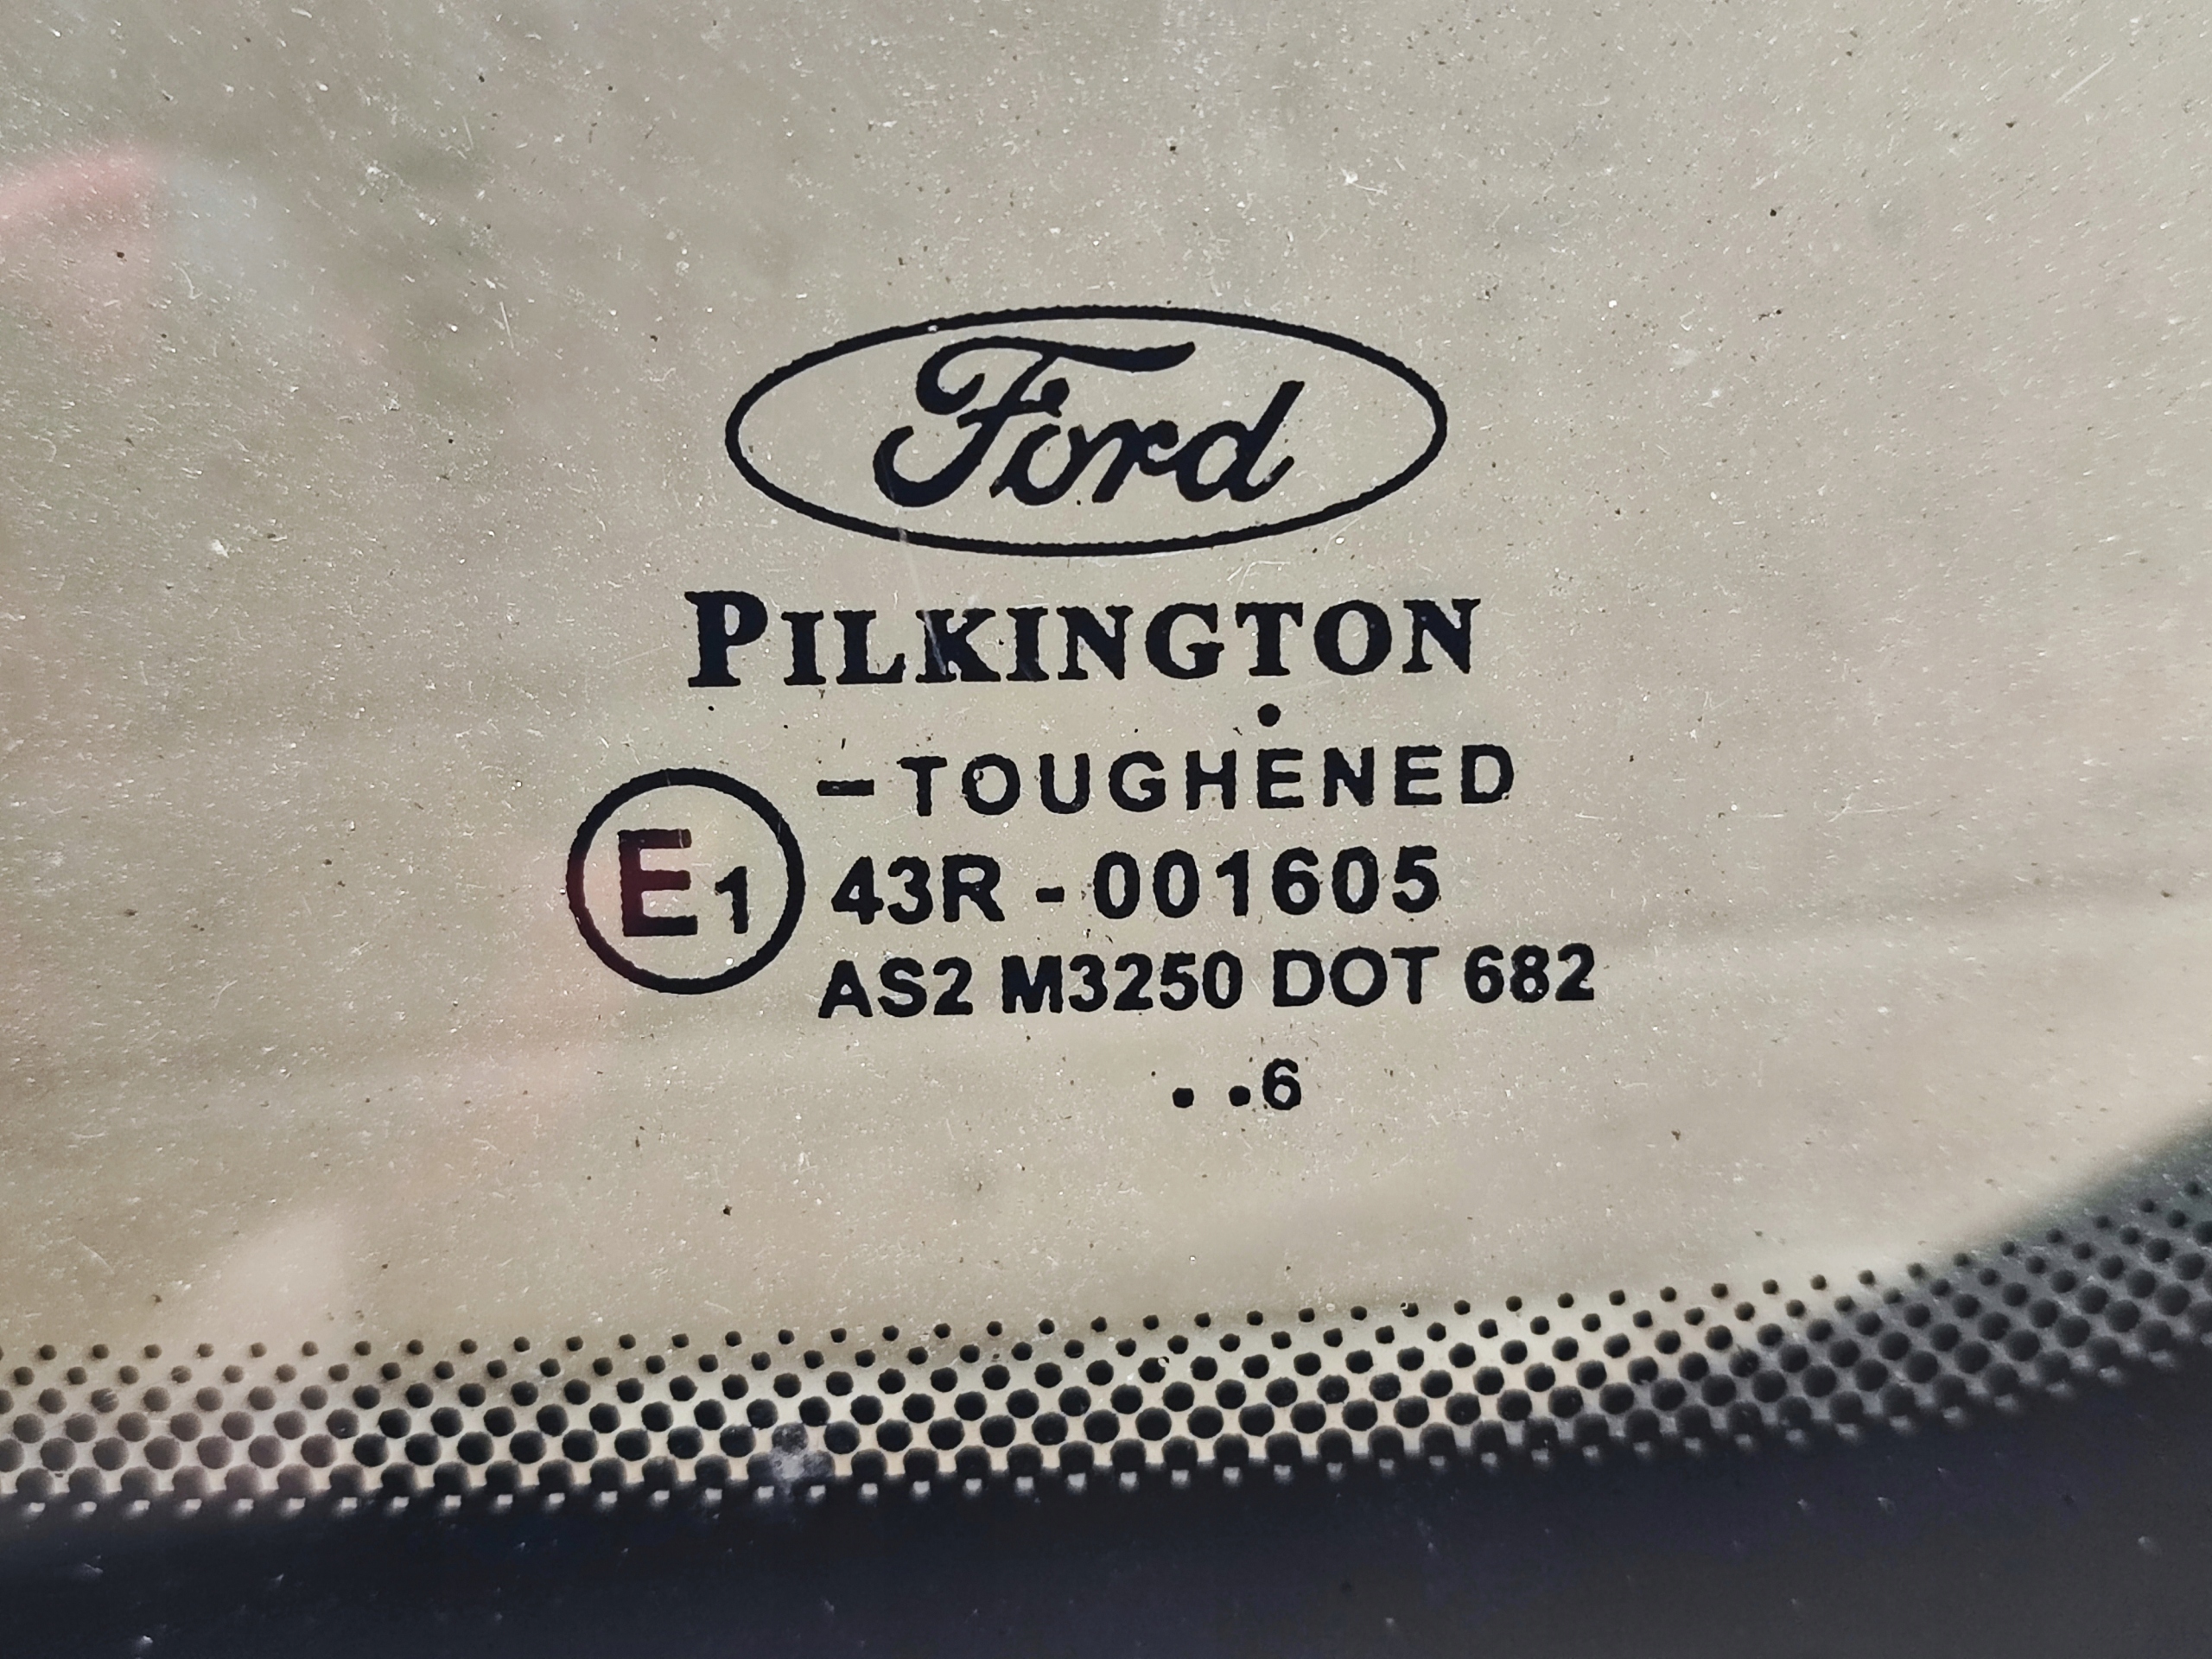 Ford
PILKINGTON
- TOUGHENED
E1
43R - 001605
AS2 M3250 DOT 682
. .6